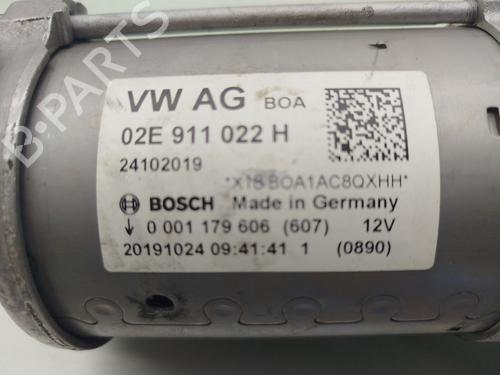 VW AG BOA
02E 911 022 H
24102019
*X18 BOA1AC8QXHH*
BOSCH Made in Germany
↓ 0 001 179 606 (607) 12V
20191024 09:41:41 1 (0890)
B-PARTS